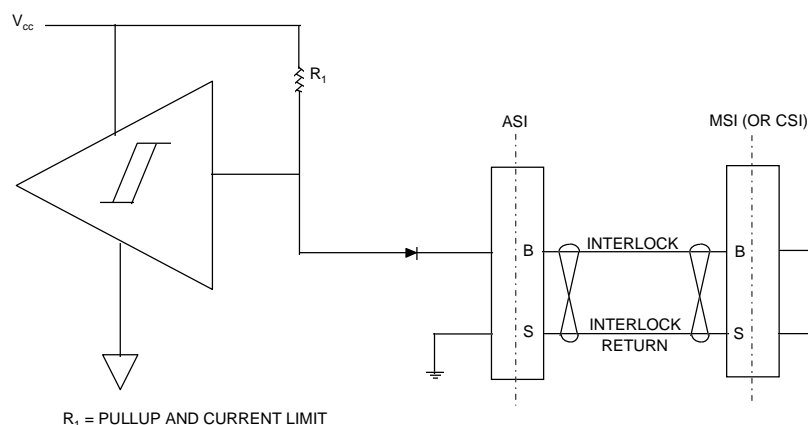 Vcc
R1
ASI
MSI (OR CSI)
B
INTERLOCK
B
S
INTERLOCK
RETURN
S
R1 = PULLUP AND CURRENT LIMIT